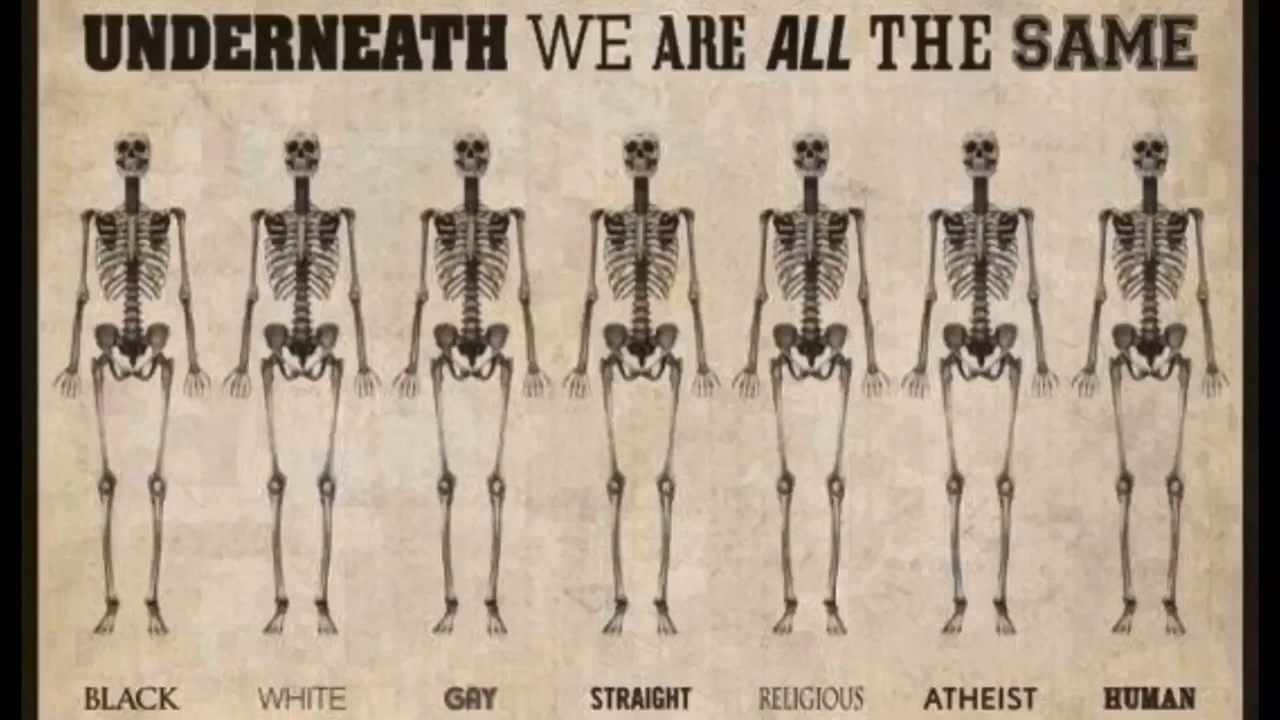 UNDERNEATH WE ARE ALL THE SAME
BLACK WHITE GAY STRAIGHT RELIGIOUS ATHEIST HUMAN